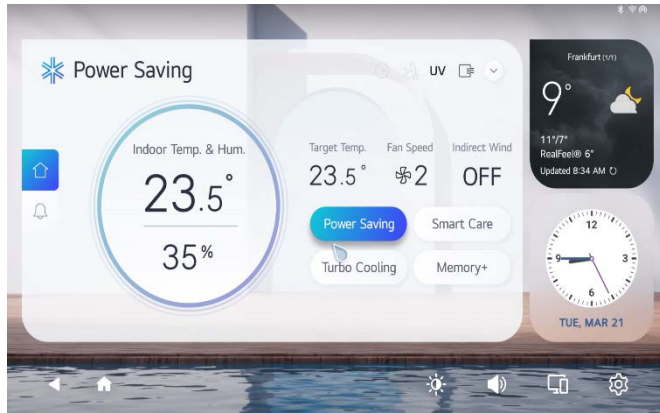 Power Saving
UV
Indoor Temp. & Hum.
23.5°
35%
Target Temp.
Fan Speed
Indirect Wind
23.5°
2
OFF
Power Saving
Smart Care
Turbo Cooling
Memory+
Frankfurt (1/1)
9°
11°/7°
RealFeel® 6°
Updated 8:34 AM
12
3
6
9
TUE, MAR 21